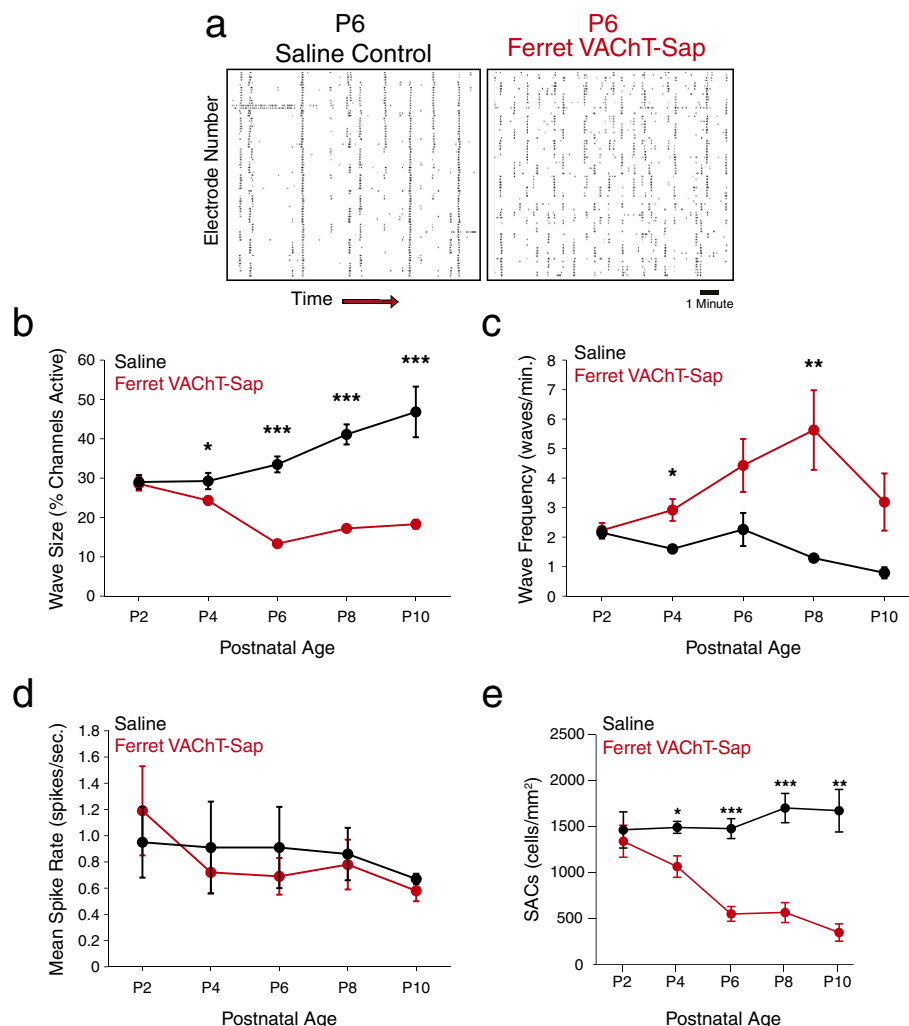 a
P6
Saline Control
P6
Ferret VAChT-Sap
Electrode Number
Time
1 Minute
b
Saline
Ferret VAChT-Sap
Wave Size (% Channels Active)
60
50
40
30
20
10
0
*
***
***
***
P2 P4 P6 P8 P10
Postnatal Age
c
Saline
Ferret VAChT-Sap
Wave Frequency (waves/min.)
8
7
6
5
4
3
2
1
0
*
**
P2 P4 P6 P8 P10
Postnatal Age
d
Saline
Ferret VAChT-Sap
Mean Spike Rate (spikes/sec.)
1.8
1.6
1.4
1.2
1.0
0.8
0.6
0.4
0.2
0
P2 P4 P6 P8 P10
Postnatal Age
e
Saline
Ferret VAChT-Sap
SACs (cells/mm²)
2500
2000
1500
1000
500
0
*
***
***
**
P2 P4 P6 P8 P10
Postnatal Age